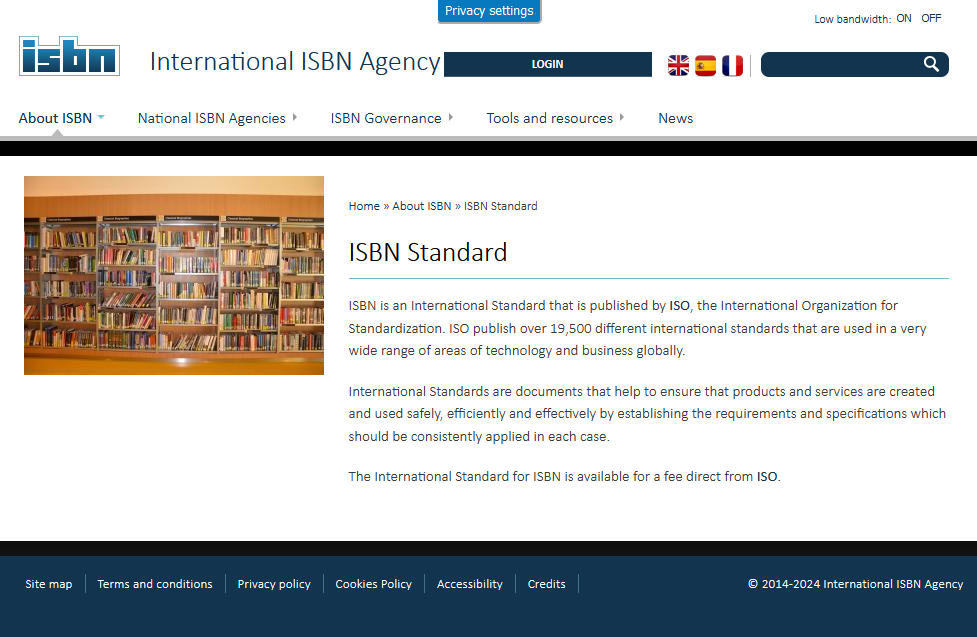 Privacy settings
Low bandwidth: ON OFF
isbn
International ISBN Agency
LOGIN
About ISBN
National ISBN Agencies
ISBN Governance
Tools and resources
News
Home » About ISBN » ISBN Standard
ISBN Standard
ISBN is an International Standard that is published by ISO, the International Organization for
Standardization. ISO publish over 19,500 different international standards that are used in a very
wide range of areas of technology and business globally.
International Standards are documents that help to ensure that products and services are created
and used safely, efficiently and effectively by establishing the requirements and specifications which
should be consistently applied in each case.
The International Standard for ISBN is available for a fee direct from ISO.
Site map
Terms and conditions
Privacy policy
Cookies Policy
Accessibility
Credits
© 2014-2024 International ISBN Agency